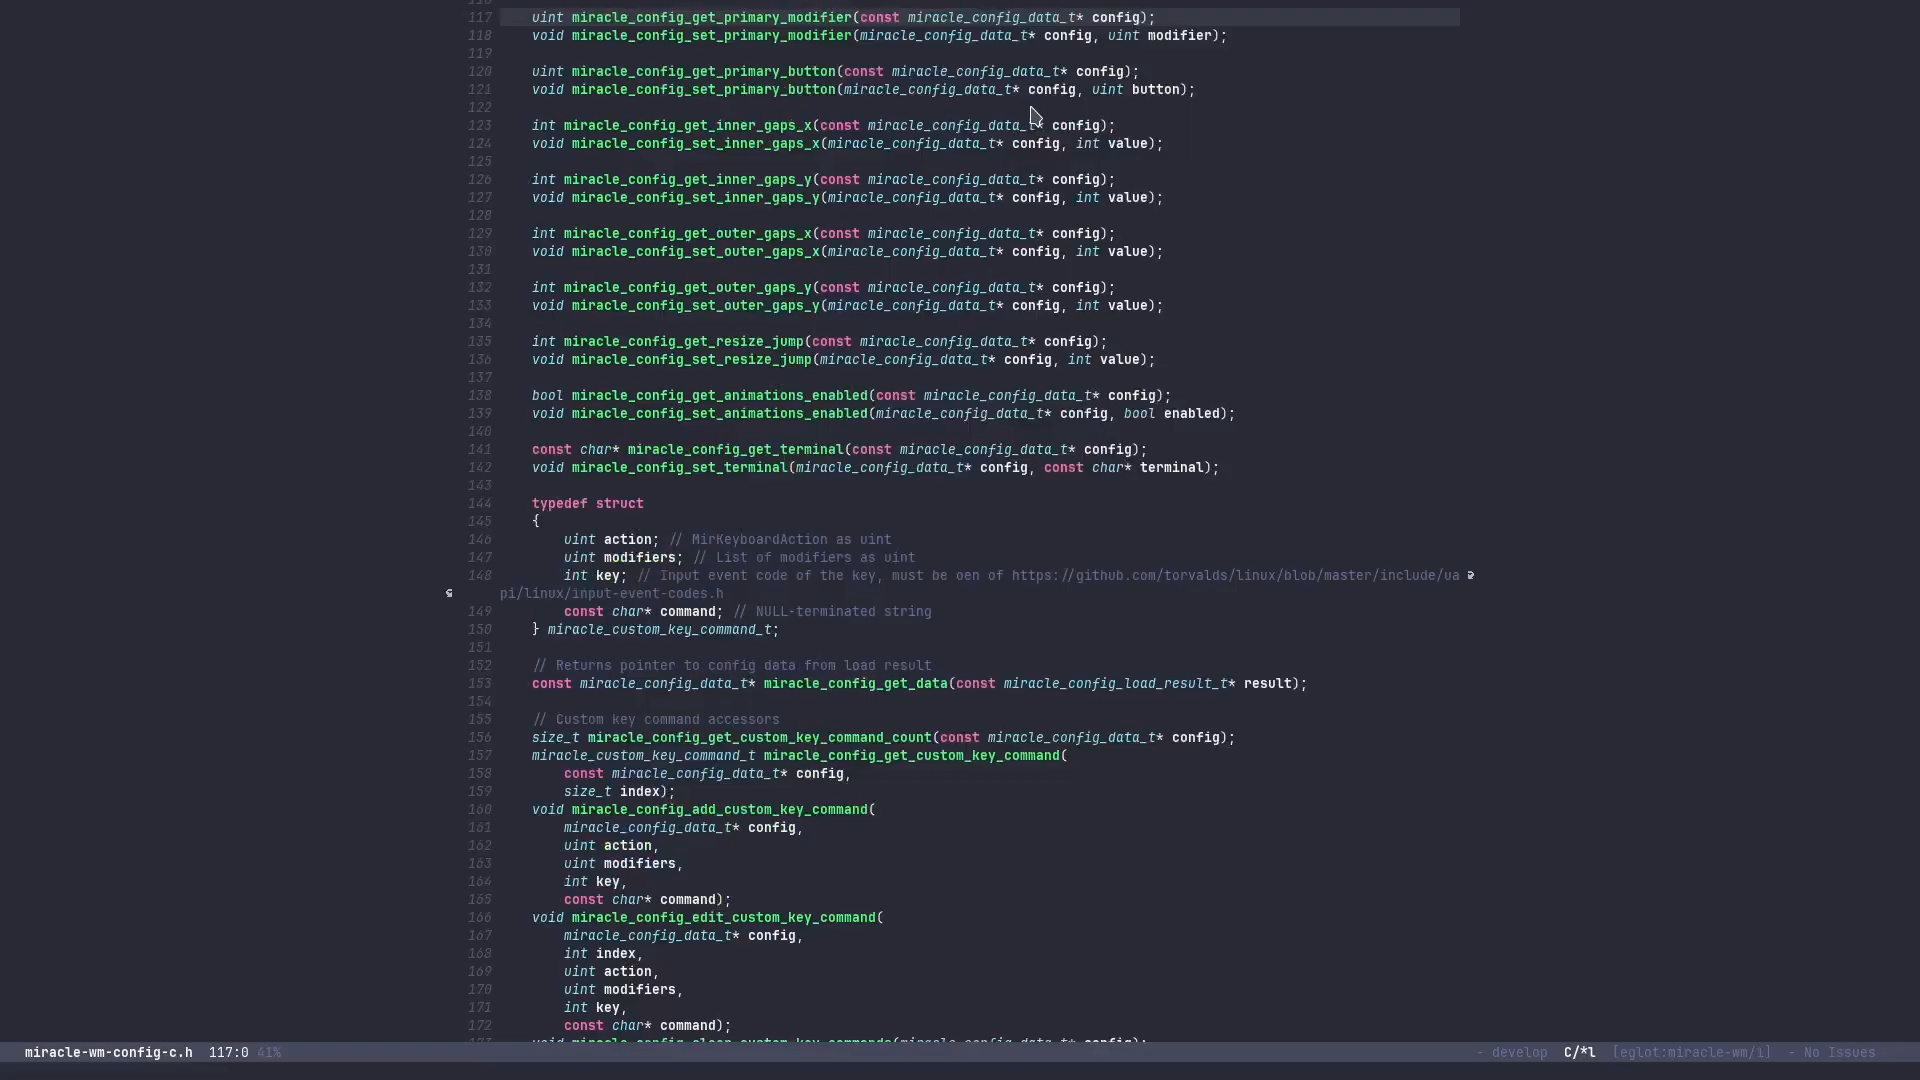 117 uint miracle_config_get_primary_modifier(const miracle_config_data_t* config);
118 void miracle_config_set_primary_modifier(miracle_config_data_t* config, uint modifier);
119
120 uint miracle_config_get_primary_button(const miracle_config_data_t* config);
121 void miracle_config_set_primary_button(miracle_config_data_t* config, uint button);
122
123 int miracle_config_get_inner_gaps_x(const miracle_config_data_t* config);
124 void miracle_config_set_inner_gaps_x(miracle_config_data_t* config, int value);
125
126 int miracle_config_get_inner_gaps_y(const miracle_config_data_t* config);
127 void miracle_config_set_inner_gaps_y(miracle_config_data_t* config, int value);
128
129 int miracle_config_get_outer_gaps_x(const miracle_config_data_t* config);
130 void miracle_config_set_outer_gaps_x(miracle_config_data_t* config, int value);
131
132 int miracle_config_get_outer_gaps_y(const miracle_config_data_t* config);
133 void miracle_config_set_outer_gaps_y(miracle_config_data_t* config, int value);
134
135 int miracle_config_get_resize_jump(const miracle_config_data_t* config);
136 void miracle_config_set_resize_jump(miracle_config_data_t* config, int value);
137
138 bool miracle_config_get_animations_enabled(const miracle_config_data_t* config);
139 void miracle_config_set_animations_enabled(miracle_config_data_t* config, bool enabled);
140
141 const char* miracle_config_get_terminal(const miracle_config_data_t* config);
142 void miracle_config_set_terminal(miracle_config_data_t* config, const char* terminal);
143
144 typedef struct
145 {
146 uint action; // MirKeyboardAction as uint
147 uint modifiers; // List of modifiers as uint
148 int key; // Input event code of the key, must be oen of https://github.com/torvalds/linux/blob/master/include/ua
pi/linux/input-event-codes.h
149 const char* command; // NULL-terminated string
150 } miracle_custom_key_command_t;
151
152 // Returns pointer to config data from load result
153 const miracle_config_data_t* miracle_config_get_data(const miracle_config_load_result_t* result);
154
155 // Custom key command accessors
156 size_t miracle_config_get_custom_key_command_count(const miracle_config_data_t* config);
157 miracle_custom_key_command_t miracle_config_get_custom_key_command(
158 const miracle_config_data_t* config,
159 size_t index);
160 void miracle_config_add_custom_key_command(
161 miracle_config_data_t* config,
162 uint action,
163 uint modifiers,
164 int key,
165 const char* command);
166 void miracle_config_edit_custom_key_command(
167 miracle_config_data_t* config,
168 int index,
169 uint action,
170 uint modifiers,
171 int key,
172 const char* command);
miracle-wm-config-c.h 117:0 41% - develop C/*l [eglot:miracle-wm/1] - No Issues